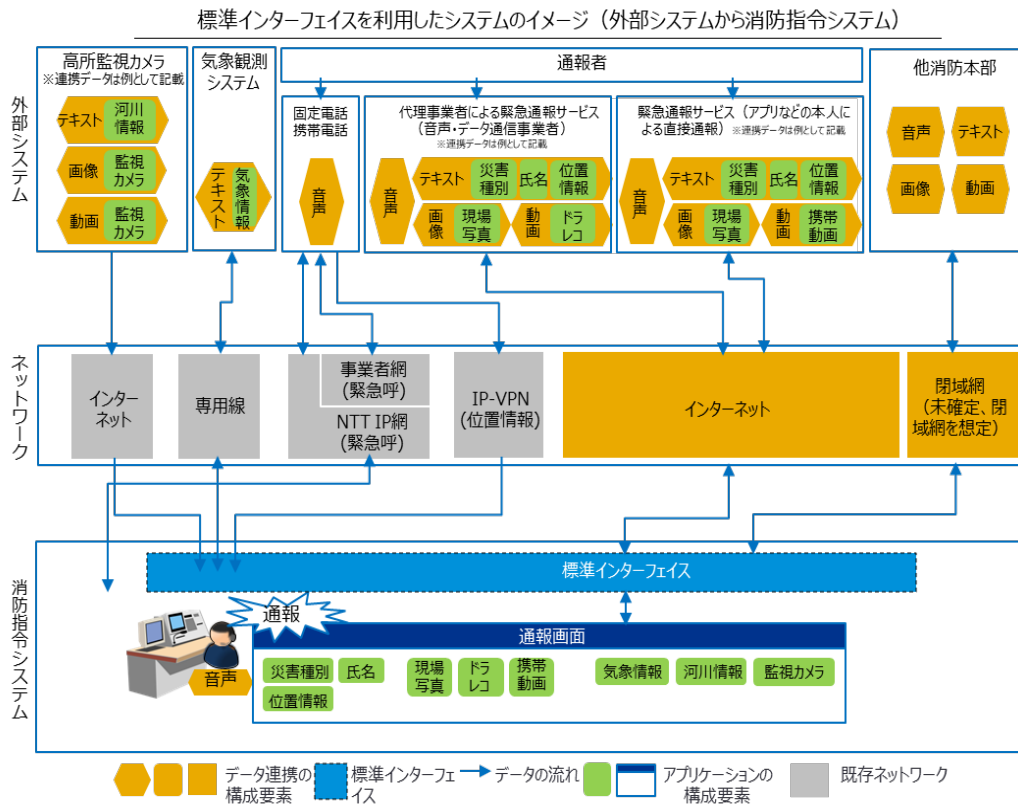 標準インターフェイスを利用したシステムのイメージ（外部システムから消防指令システム）
外部システム
高所監視カメラ
※連携データは例として記載
テキスト
河川
情報
画像
監視
カメラ
動画
監視
カメラ
気象観測
システム
テキスト
気象情報
通報者
固定電話
携帯電話
音声
代理事業者による緊急通報サービス
（音声・データ通信事業者）
※連携データは例として記載
音声
テキスト
災害
種別
氏名
位置
情報
画像
現場
写真
動画
ドラ
レコ
緊急通報サービス（アプリなどの本人に
よる直接通報）※連携データは例として記載
音声
テキスト
災害
種別
氏名
位置
情報
画像
現場
写真
動画
携帯
動画
他消防本部
音声
テキスト
画像
動画
ネットワーク
インター
ネット
専用線
事業者網
(緊急呼)
NTT IP網
(緊急呼)
IP-VPN
(位置情報)
インターネット
閉域網
（未確定、閉
域網を想定）
消防指令システム
標準インターフェイス
通報
音声
通報画面
災害種別
氏名
位置情報
現場
写真
ドラ
レコ
携帯
動画
気象情報
河川情報
監視カメラ
データ連携の
構成要素
標準インターフェ
イス
データの流れ
アプリケーションの
構成要素
既存ネットワーク